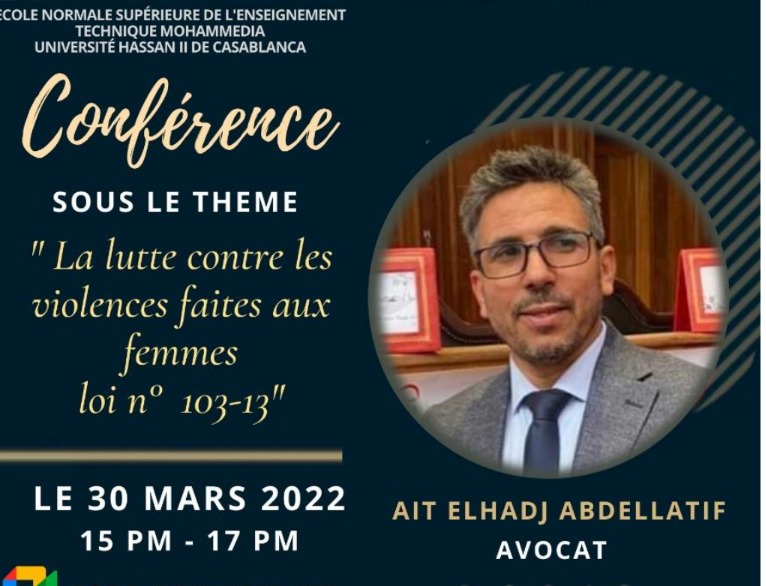 ECOLE NORMALE SUPÉRIEURE DE L'ENSEIGNEMENT
TECHNIQUE MOHAMMEDIA
UNIVERSITÉ HASSAN II DE CASABLANCA
Conférence
SOUS LE THEME
" La lutte contre les
violences faites aux
femmes
loi n° 103-13"
LE 30 MARS 2022
15 PM - 17 PM
AIT ELHADJ ABDELLATIF
AVOCAT